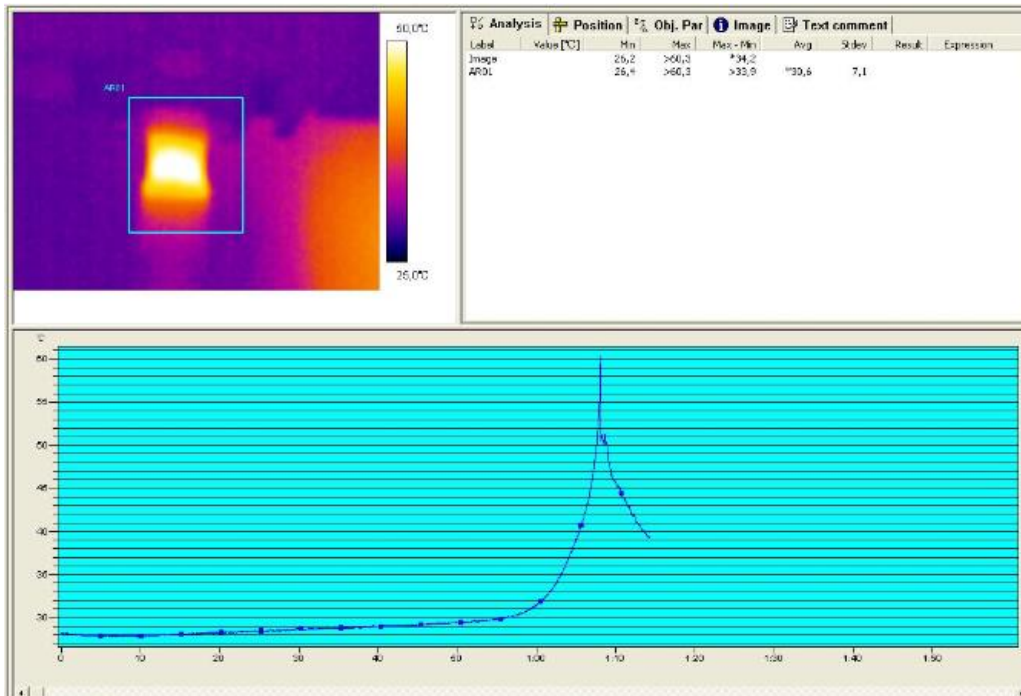 60,0°C
AR01
25,0°C
Analysis Position Obj. Par Image Text comment
Label Value [°C] Min Max Max - Min Avg Stdev Result Expression
Image 26,2 >60,3 *34,2
AR01 26,4 >60,3 >33,9 *30,6 7,1
°C
60
55
50
45
40
35
30
0 10 20 30 40 50 1:00 1:10 1:20 1:30 1:40 1:50